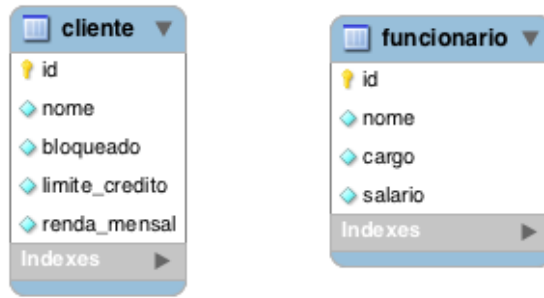 cliente
id
nome
bloqueado
limite_credito
renda_mensal
Indexes
funcionario
id
nome
cargo
salario
Indexes